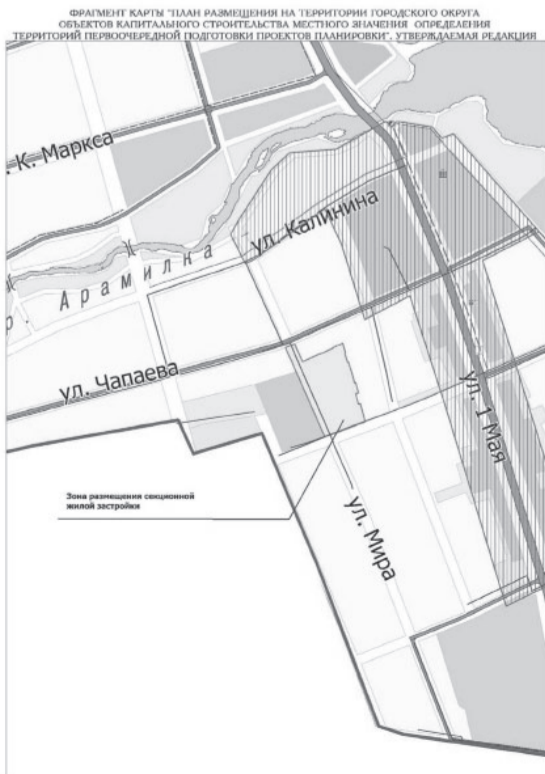 ФРАГМЕНТ КАРТЫ "ПЛАН РАЗМЕЩЕНИЯ НА ТЕРРИТОРИИ ГОРОДСКОГО ОКРУГА
ОБЪЕКТОВ КАПИТАЛЬНОГО СТРОИТЕЛЬСТВА МЕСТНОГО ЗНАЧЕНИЯ ОПРЕДЕЛЕНИЯ
ТЕРРИТОРИЙ ПЕРВООЧЕРЕДНОЙ ПОДГОТОВКИ ПРОЕКТОВ ПЛАНИРОВКИ". УТВЕРЖДАЕМАЯ РЕДАКЦИЯ
. К. Маркса
ул. Калинина
р. Арамилка
ул. Чапаева
ул. 1 Мая
Зона размещения секционной
жилой застройки
ул. Мира